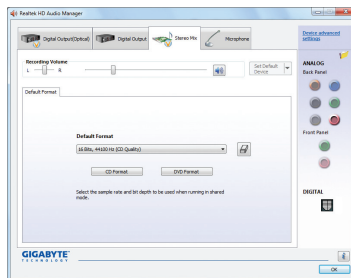 Realtek HD Audio Manager
Digital Output(Optical)
Digital Output
Stereo Mix
Microphone
Device advanced
settings
Recording Volume
L
R
Set Default
Device
ANALOG
Back Panel
Default Format
Default Format
16 Bits, 44100 Hz (CD Quality)
CD Format
DVD Format
Select the sample rate and bit depth to be used when running in shared
mode.
Front Panel
DIGITAL
GIGABYTE
TECHNOLOGY
i
OK